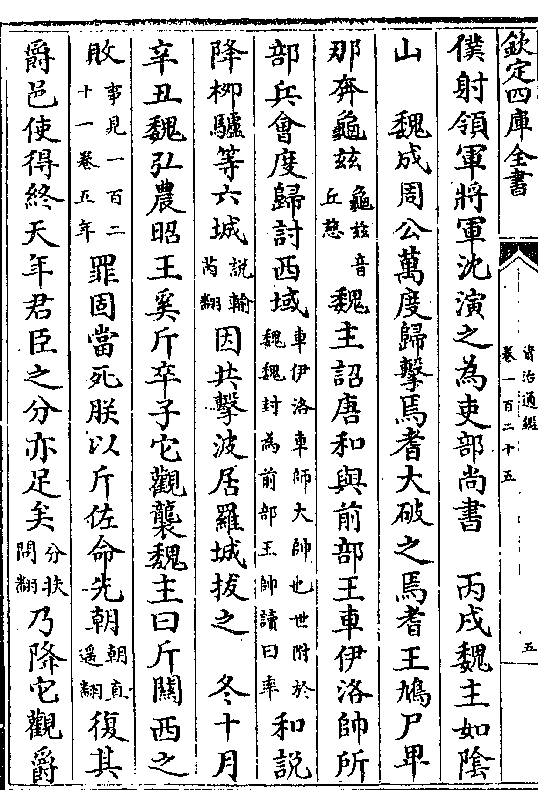 欽定四庫全書
資治通鑑
卷一百二十五
五
僕射領軍將軍沈演之為吏部尚書　丙戌魏主如陰
山　魏成周公萬度歸擊焉耆大破之焉耆王鳩尸畀
那奔龜兹龜兹音丘慈魏主詔唐和與前部王車伊洛帥所
部兵會度歸討西域車伊洛車師大帥也世附於魏魏封為前部王帥讀曰率和説
降柳驢等六城説輸芮翻因共擊波居羅城拔之　冬十月
辛丑魏弘農昭王奚斤卒子它觀襲魏主曰斤關西之
敗事見一百二十一卷五年罪固當死朕以斤佐命先朝朝直遥翻復其
爵邑使得終天年君臣之分亦足矣分扶問翻乃降它觀爵